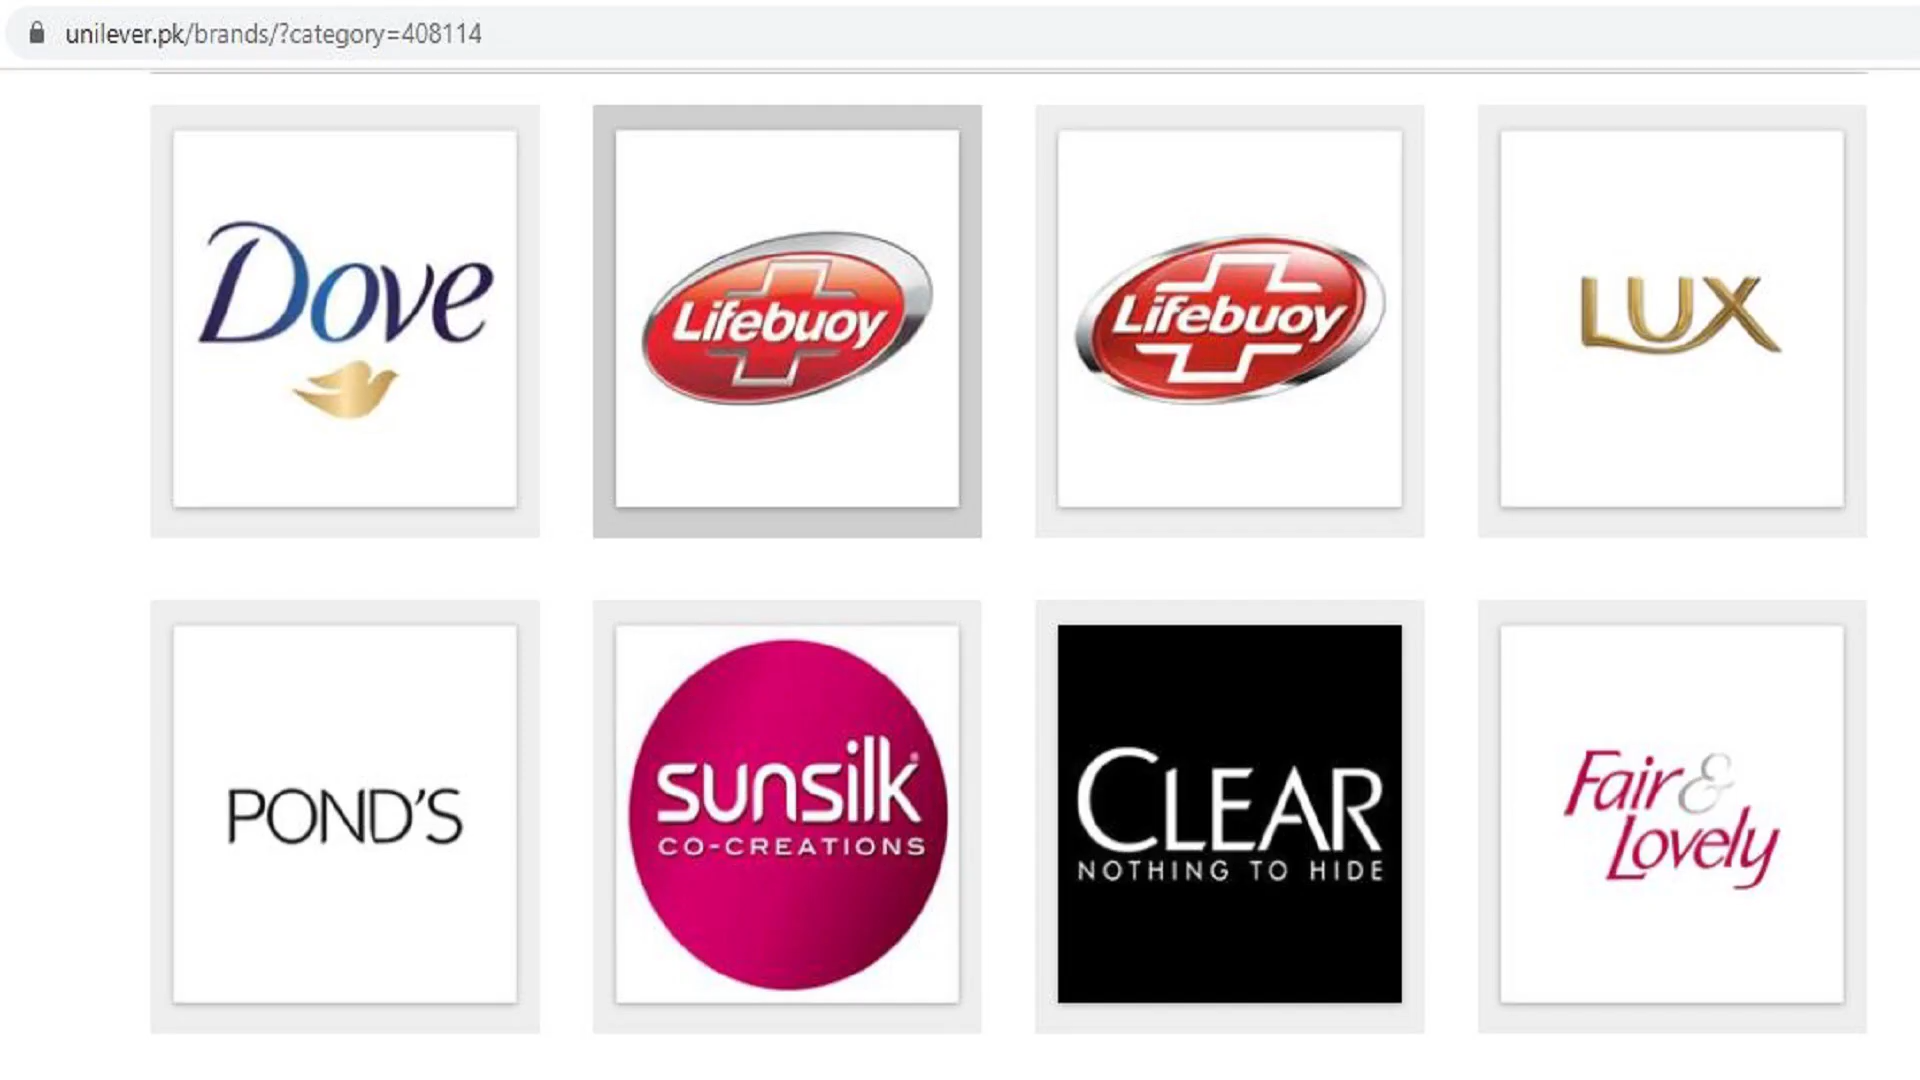 unilever.pk/brands/?category=408114
Dove
Lifebuoy
Lifebuoy
LUX
POND'S
sunsilk
CO-CREATIONS
CLEAR
NOTHING TO HIDE
Fair &
Lovely